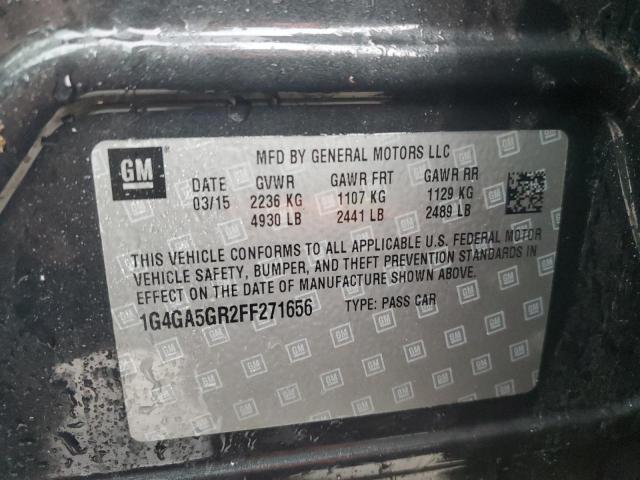 GM
MFD BY GENERAL MOTORS LLC
DATE GVWR GAWR FRT GAWR RR
03/15 2236 KG 1107 KG 1129 KG
4930 LB 2441 LB 2489 LB
THIS VEHICLE CONFORMS TO ALL APPLICABLE U.S. FEDERAL MOTOR
VEHICLE SAFETY, BUMPER, AND THEFT PREVENTION STANDARDS IN
EFFECT ON THE DATE OF MANUFACTURE SHOWN ABOVE.
1G4GA5GR2FF271656 TYPE: PASS CAR